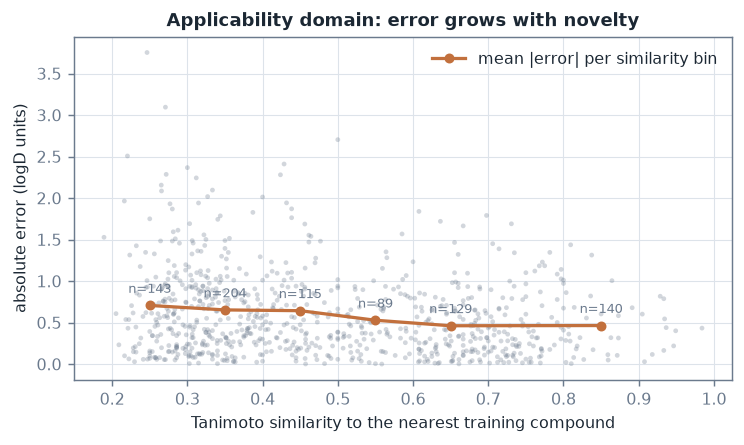 Applicability domain: error grows with novelty
mean |error| per similarity bin
absolute error (logD units)
3.5
3.0
2.5
2.0
1.5
1.0
0.5
0.0
n=143
n=204
n=115
n=89
n=129
n=140
0.2 0.3 0.4 0.5 0.6 0.7 0.8 0.9 1.0
Tanimoto similarity to the nearest training compound